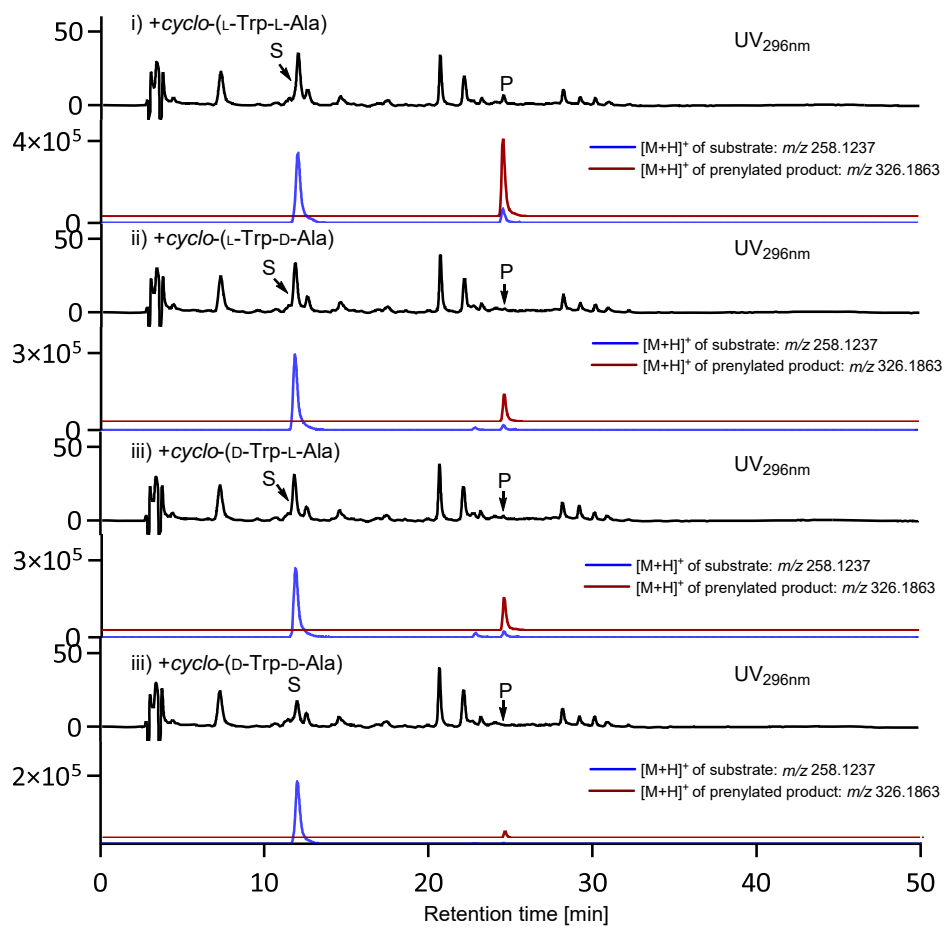 i) +cyclo-(L-Trp-L-Ala)
50
S
UV296nm
P
0
4×10⁵
[M+H]⁺ of substrate: m/z 258.1237
[M+H]⁺ of prenylated product: m/z 326.1863
0
50
ii) +cyclo-(L-Trp-D-Ala)
UV296nm
S
P
0
3×10⁵
[M+H]⁺ of substrate: m/z 258.1237
[M+H]⁺ of prenylated product: m/z 326.1863
0
50
iii) +cyclo-(D-Trp-L-Ala)
UV296nm
S
P
0
3×10⁵
[M+H]⁺ of substrate: m/z 258.1237
[M+H]⁺ of prenylated product: m/z 326.1863
0
50
iii) +cyclo-(D-Trp-D-Ala)
UV296nm
S
P
0
2×10⁵
[M+H]⁺ of substrate: m/z 258.1237
[M+H]⁺ of prenylated product: m/z 326.1863
0 10 20 30 40 50
Retention time [min]